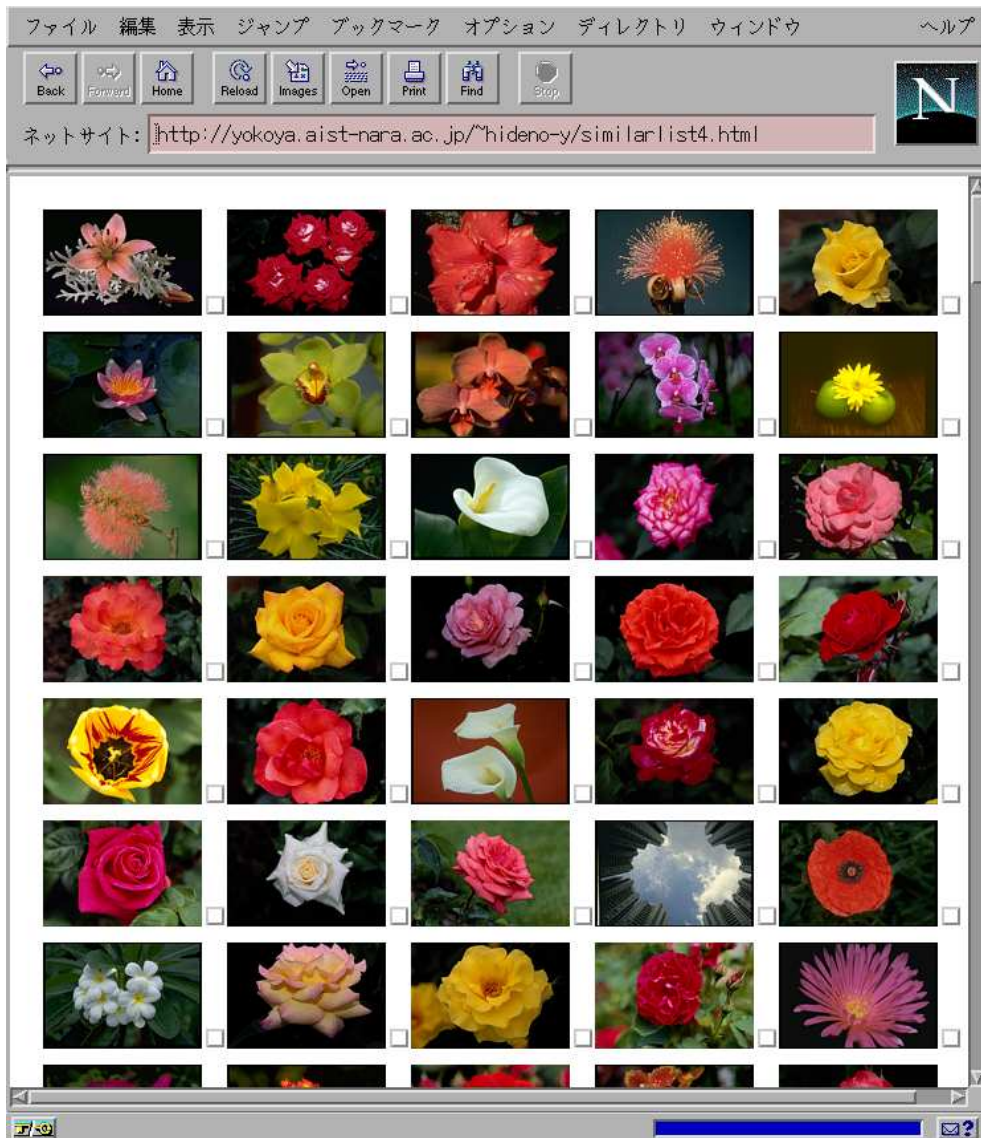 ファイル 編集 表示 ジャンプ ブックマーク オプション ディレクトリ ウィンドウ ヘルプ
Back Forward Home Reload Images Open Print Find Stop
N
ネットサイト: http://yokoya.aist-nara.ac.jp/~hideno-y/similarlist4.html
?